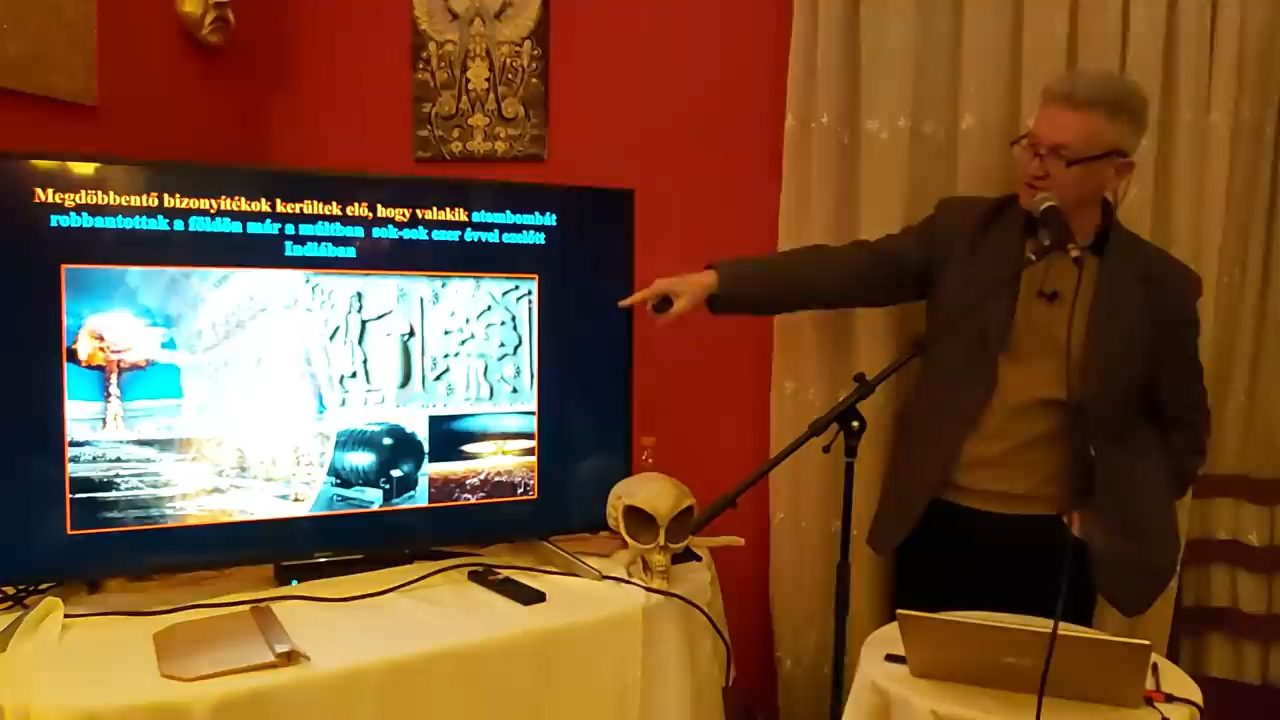 Megdöbbentő bizonyítékok kerültek elő, hogy valakik atombombát
robbantottak a földön már a múltban sok-sok ezer évvel ezelőtt
Indiában